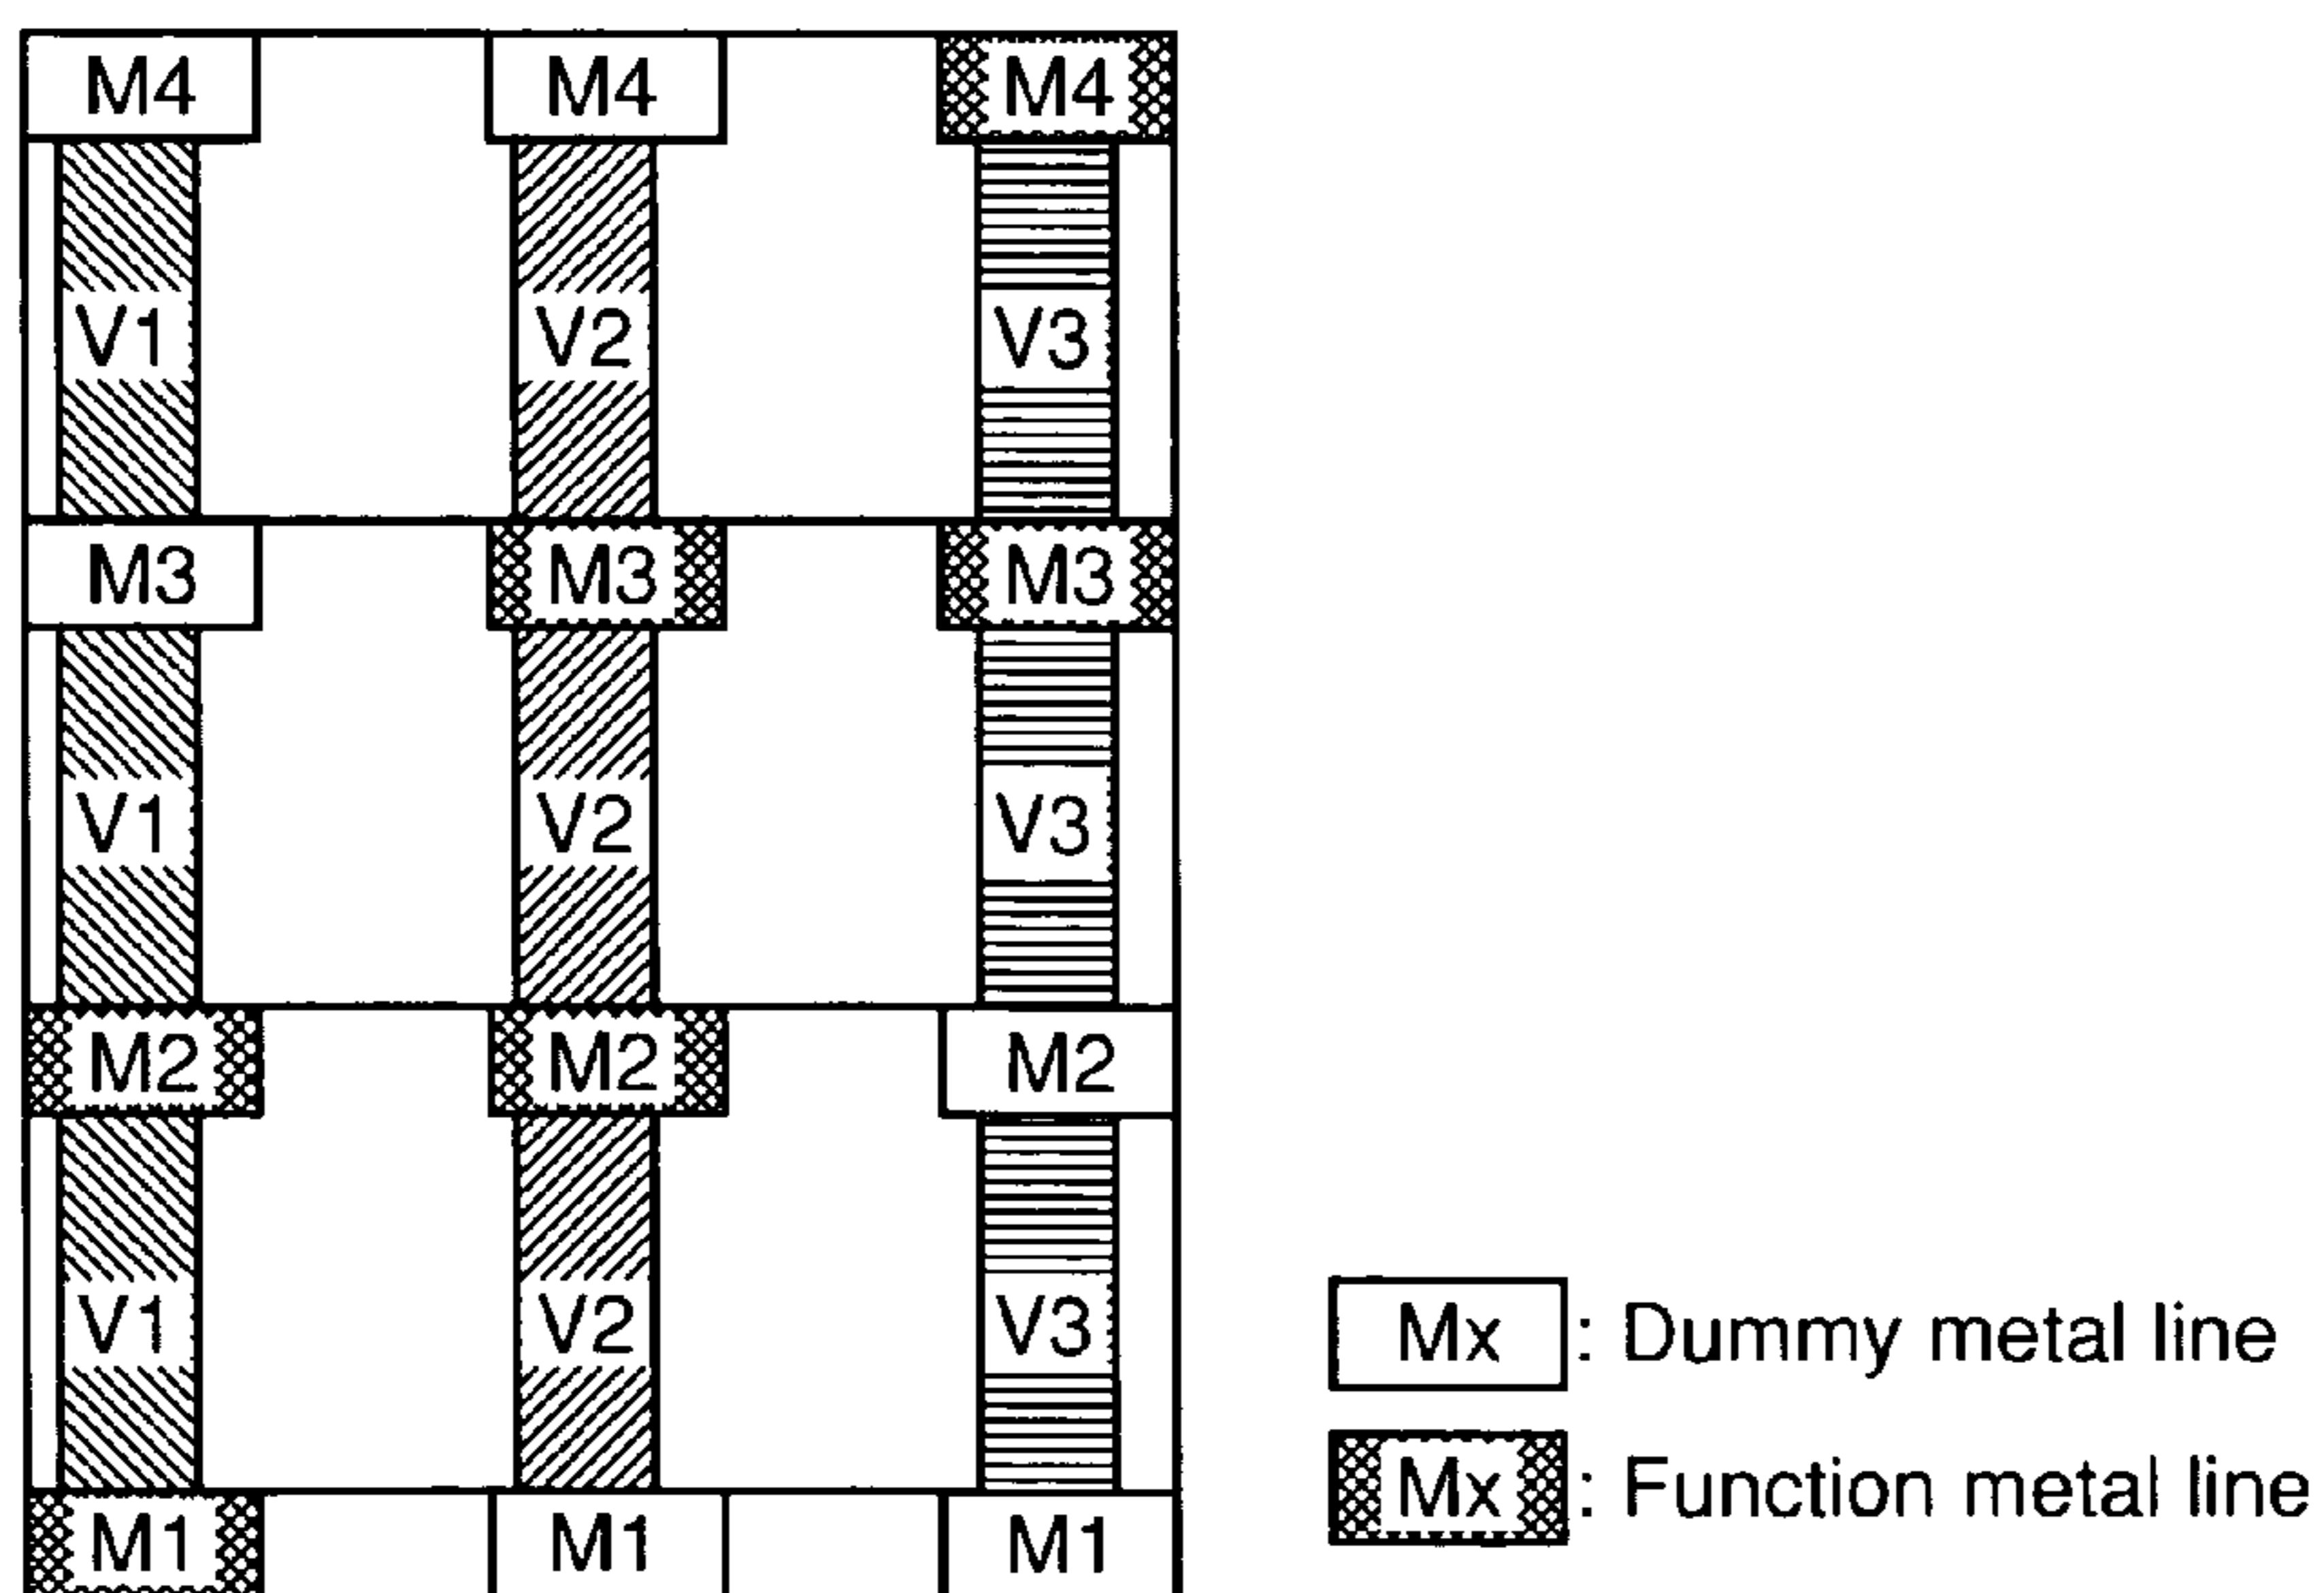 M4 M4 M4
V1 V2 V3
M3 M3 M3
V1 V2 V3
M2 M2 M2
V1 V2 V3
Mx : Dummy metal line
Mx : Function metal line
M1 M1 M1